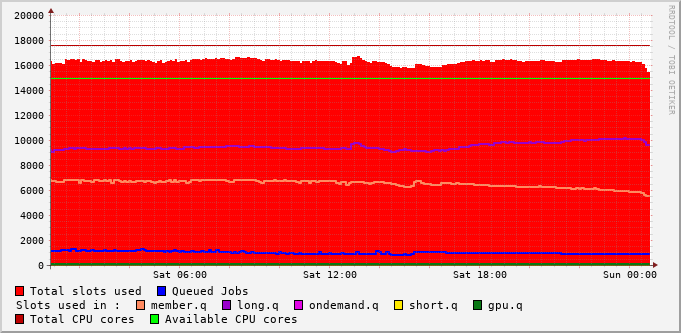 20000
18000
16000
14000
12000
10000
8000
6000
4000
2000
0
Sat 06:00 Sat 12:00 Sat 18:00 Sun 00:00
Total slots used Queued Jobs
Slots used in : member.q long.q ondemand.q short.q gpu.q
Total CPU cores Available CPU cores
RRDTOOL / TOBI OETIKER